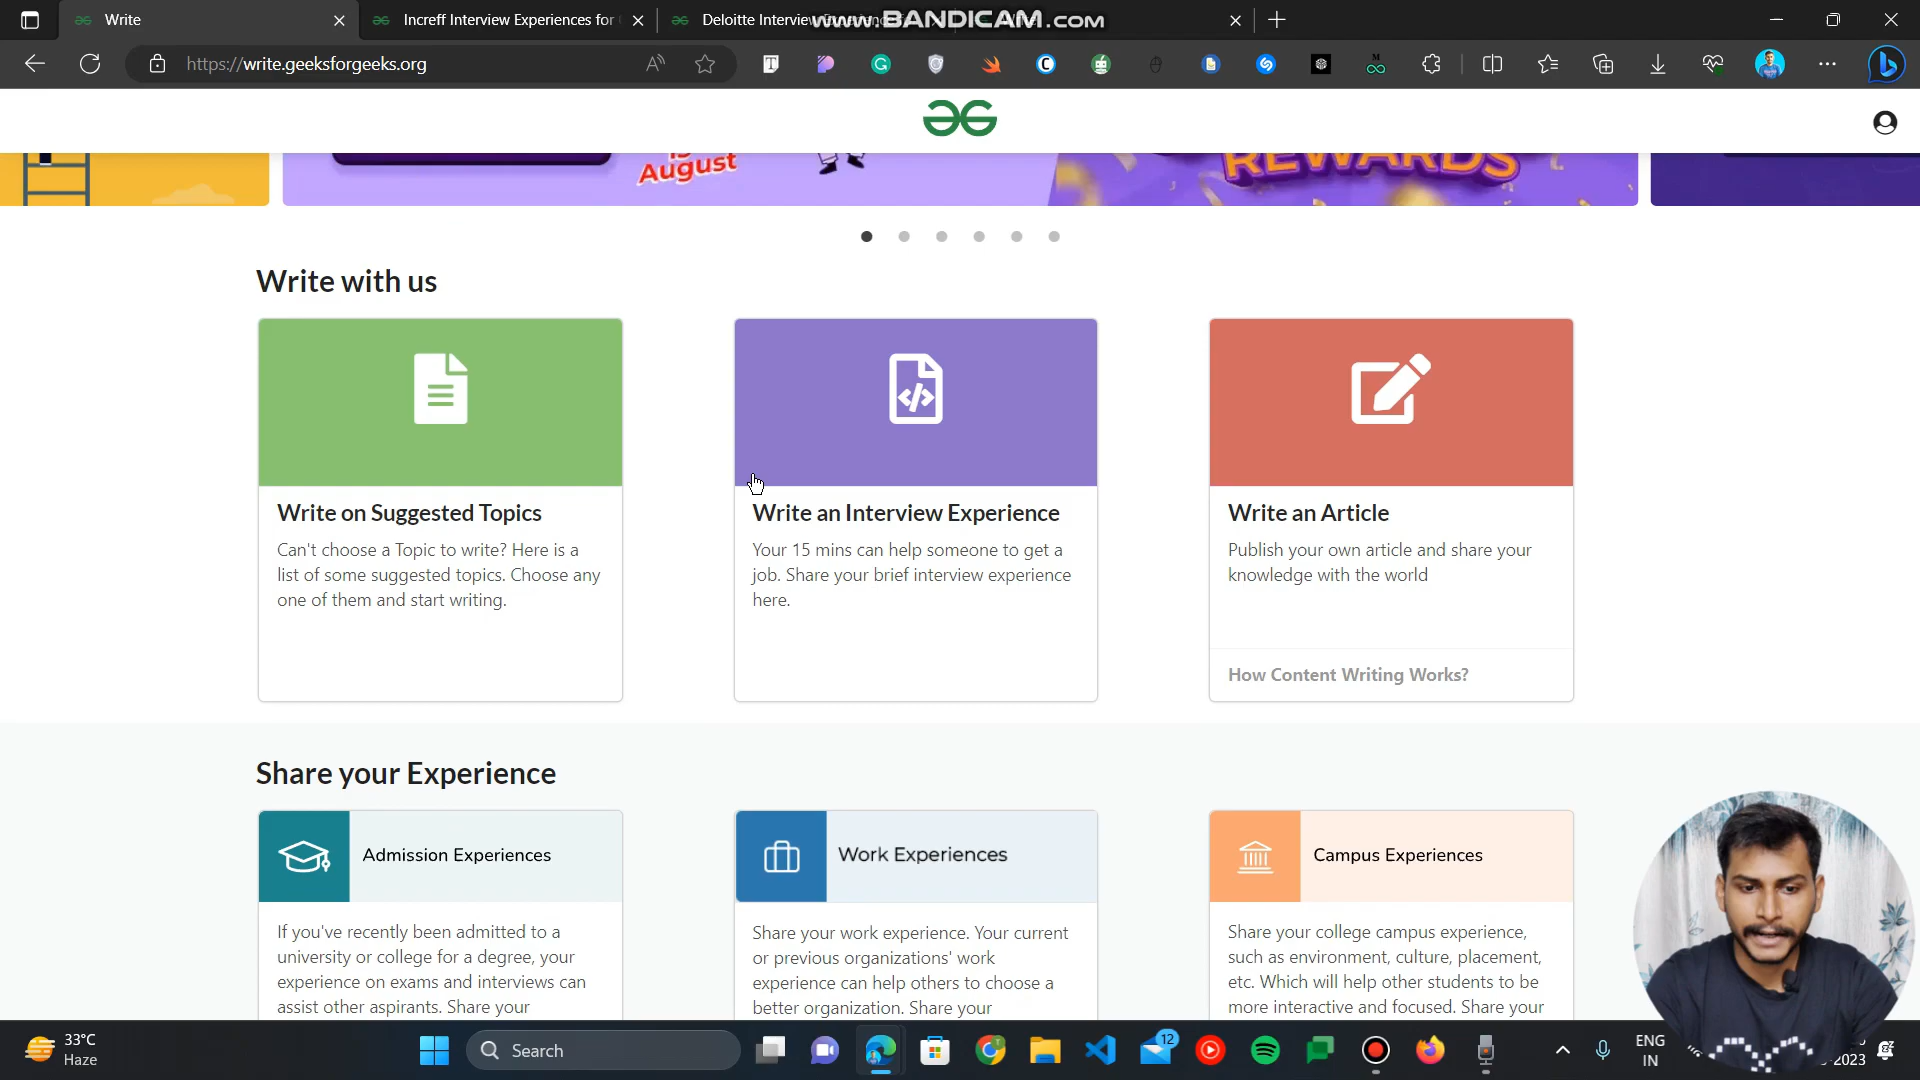 Write
Increff Interview Experiences for
Deloitte Interview
www.BANDICAM.com
https://write.geeksforgeeks.org
August
REWARDS
Write with us
Write on Suggested Topics
Can't choose a Topic to write? Here is a
list of some suggested topics. Choose any
one of them and start writing.
Write an Interview Experience
Your 15 mins can help someone to get a
job. Share your brief interview experience
here.
Write an Article
Publish your own article and share your
knowledge with the world
How Content Writing Works?
Share your Experience
Admission Experiences
If you've recently been admitted to a
university or college for a degree, your
experience on exams and interviews can
assist other aspirants. Share your
Work Experiences
Share your work experience. Your current
or previous organizations' work
experience can help others to choose a
better organization. Share your
Campus Experiences
Share your college campus experience,
such as environment, culture, placement,
etc. Which will help other students to be
more interactive and focused. Share your
33°C
Haze
Search
12
ENG
IN
2023